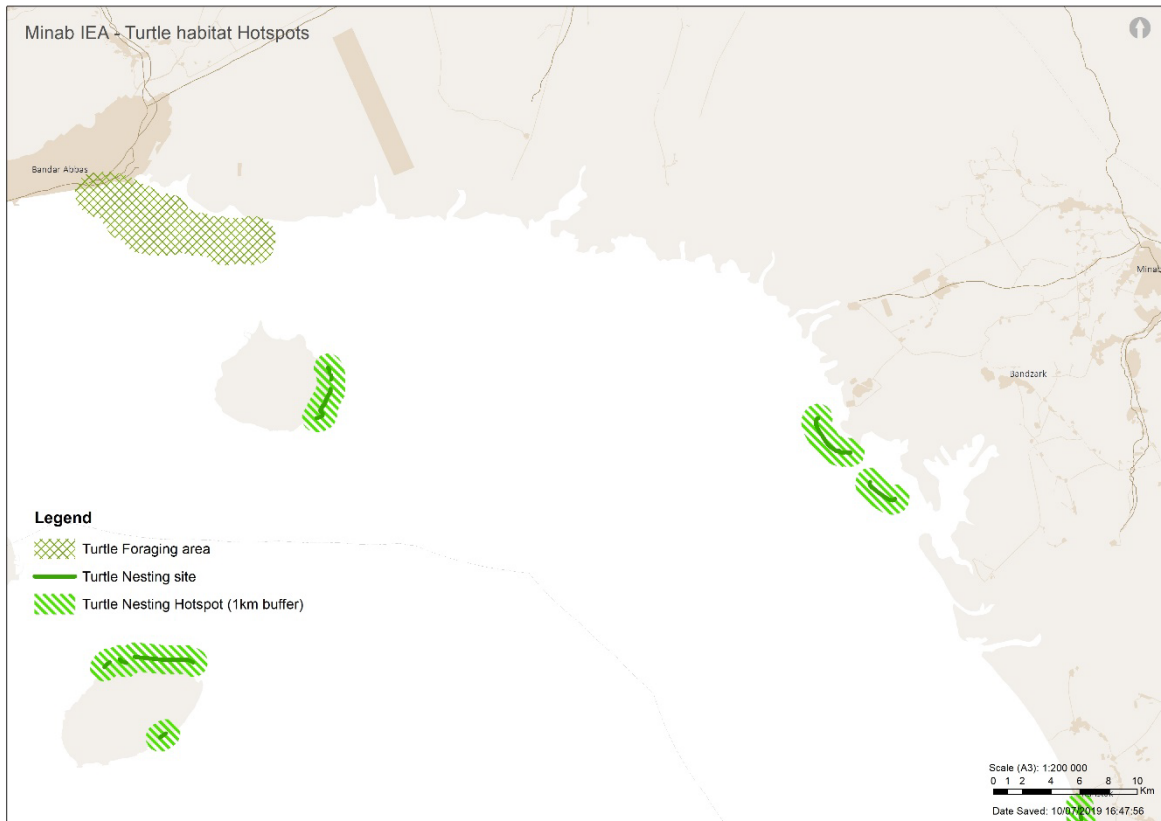 Minab IEA - Turtle habitat Hotspots
Bandar Abbas
Minab
Bandzark
Legend
Turtle Foraging area
Turtle Nesting site
Turtle Nesting Hotspot (1km buffer)
Scale (A3): 1:200 000
0 1 2 4 6 8 10
Km
Date Saved: 10/07/2019 16:47:56